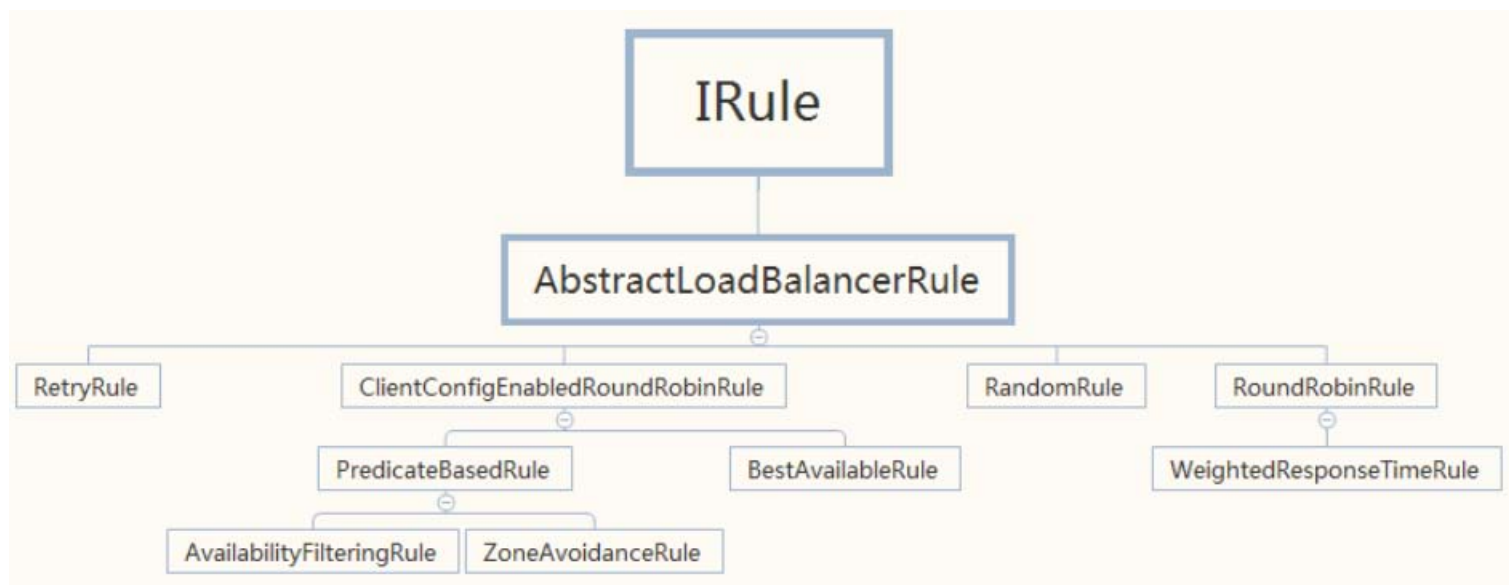 IRule
AbstractLoadBalancerRule
RetryRule
ClientConfigEnabledRoundRobinRule
RandomRule
RoundRobinRule
PredicateBasedRule
BestAvailableRule
WeightedResponseTimeRule
AvailabilityFilteringRule
ZoneAvoidanceRule